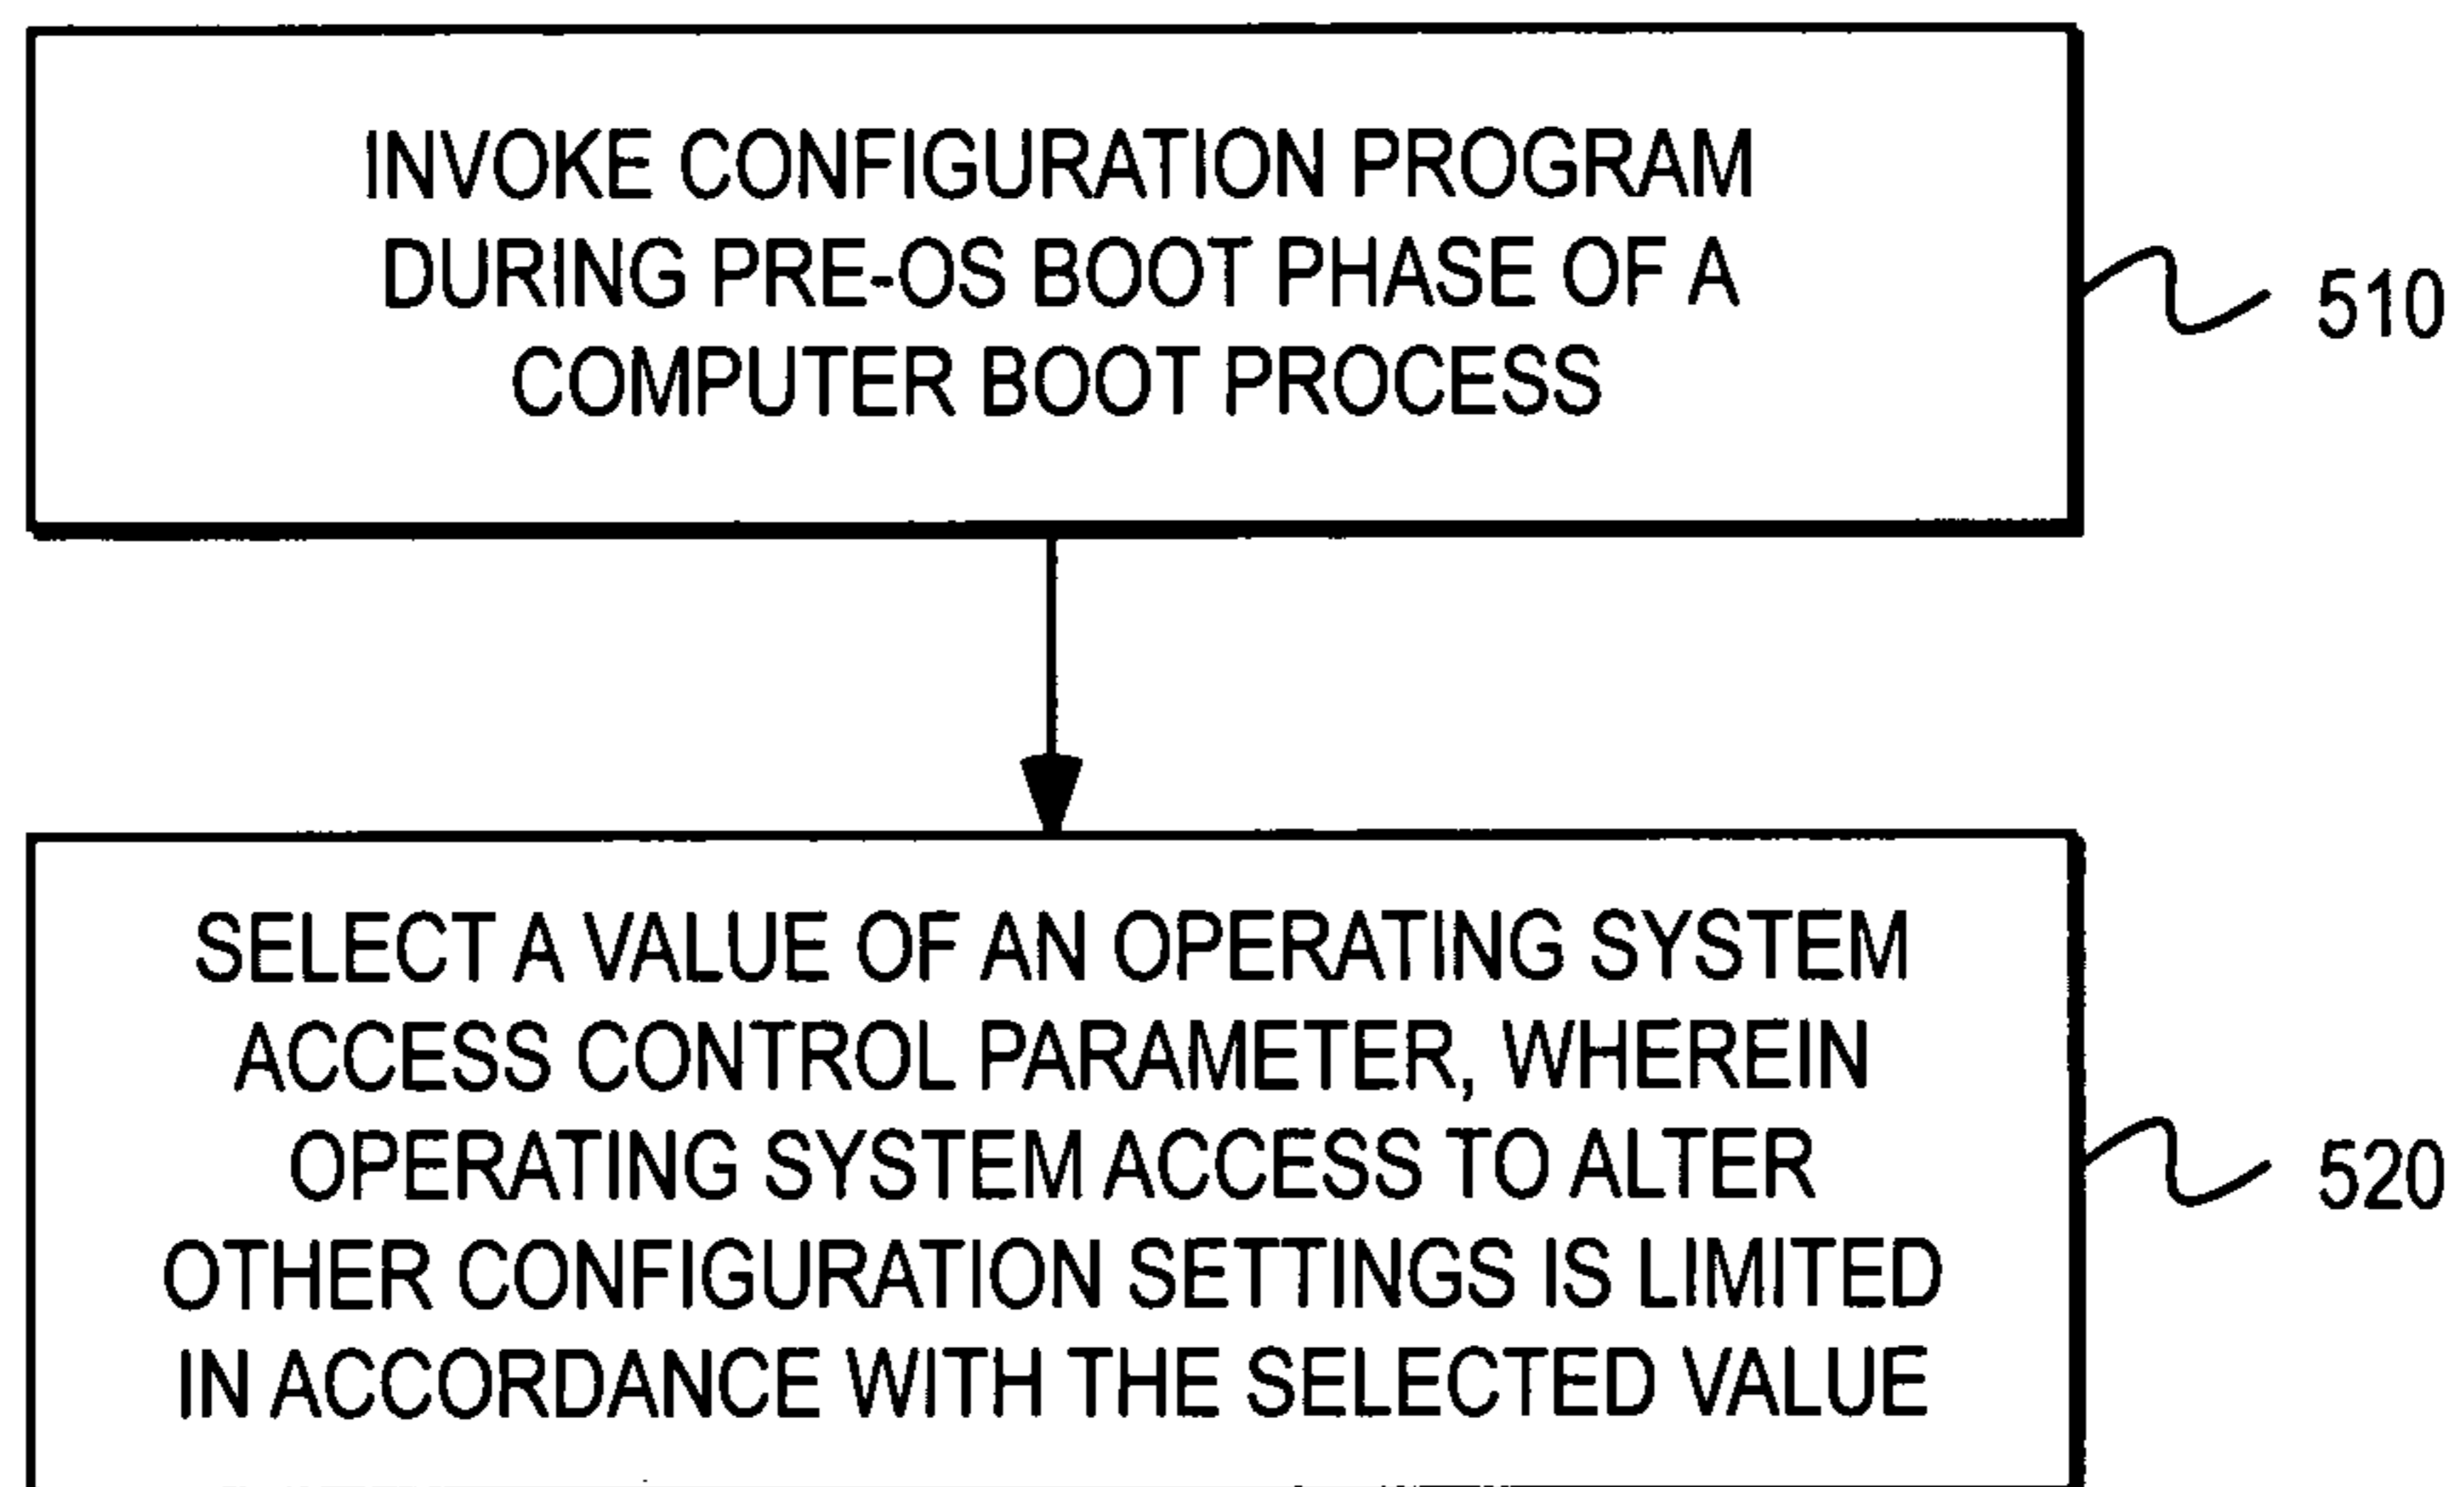 INVOKE CONFIGURATION PROGRAM
DURING PRE-OS BOOT PHASE OF A
COMPUTER BOOT PROCESS
510
SELECT A VALUE OF AN OPERATING SYSTEM
ACCESS CONTROL PARAMETER, WHEREIN
OPERATING SYSTEM ACCESS TO ALTER
OTHER CONFIGURATION SETTINGS IS LIMITED
IN ACCORDANCE WITH THE SELECTED VALUE
520